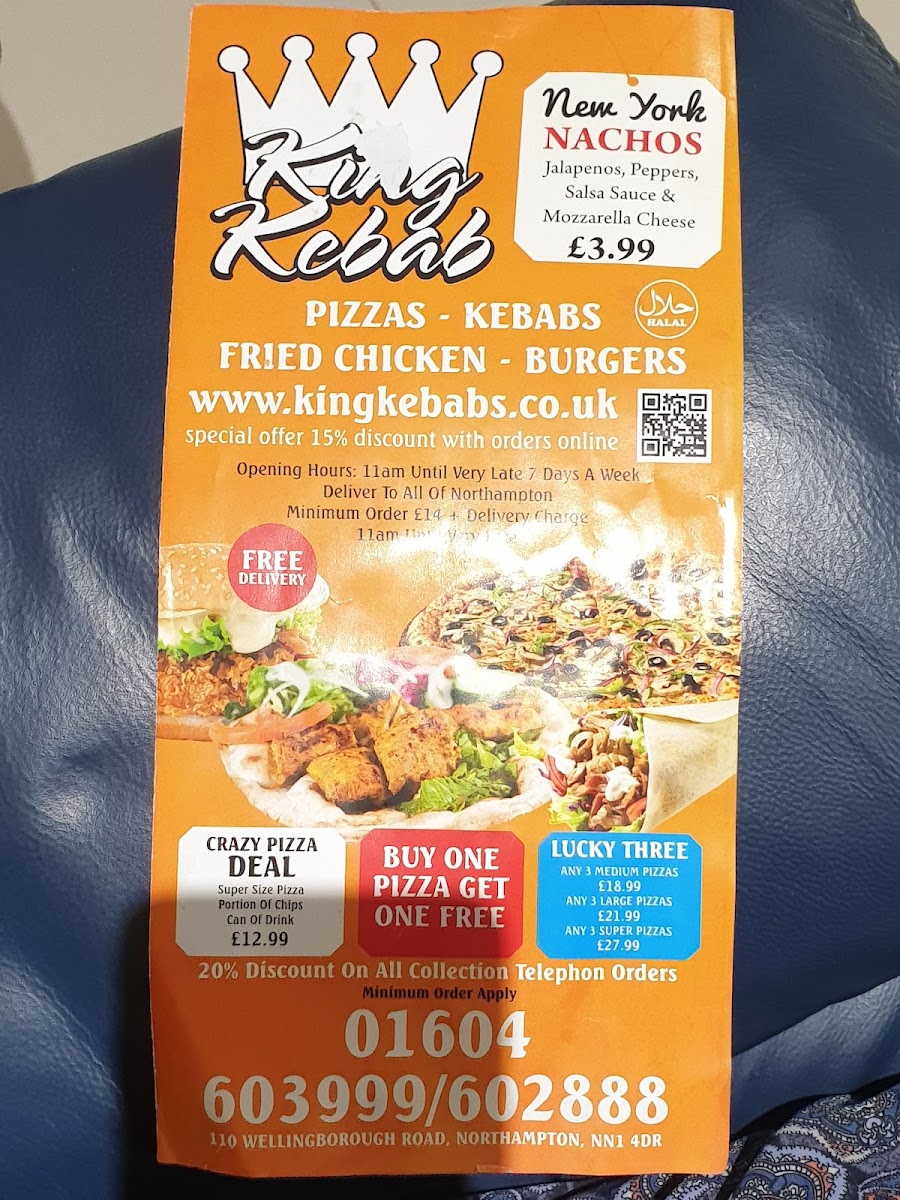 King
Kebab
New York
NACHOS
Jalapenos, Peppers,
Salsa Sauce &
Mozzarella Cheese
£3.99
PIZZAS - KEBABS
حلال
HALAL
FRIED CHICKEN - BURGERS
www.kingkebabs.co.uk
special offer 15% discount with orders online
Opening Hours: 11am Until Very Late 7 Days A Week
Deliver To All Of Northampton
Minimum Order £14 + Delivery Charge
11am
FREE
DELIVERY
CRAZY PIZZA
DEAL
Super Size Pizza
Portion Of Chips
Can Of Drink
£12.99
BUY ONE
PIZZA GET
ONE FREE
LUCKY THREE
ANY 3 MEDIUM PIZZAS
£18.99
ANY 3 LARGE PIZZAS
£21.99
ANY 3 SUPER PIZZAS
£27.99
20% Discount On All Collection Telephon Orders
Minimum Order Apply
01604
603999/602888
110 WELLINGBOROUGH ROAD, NORTHAMPTON, NN1 4DR